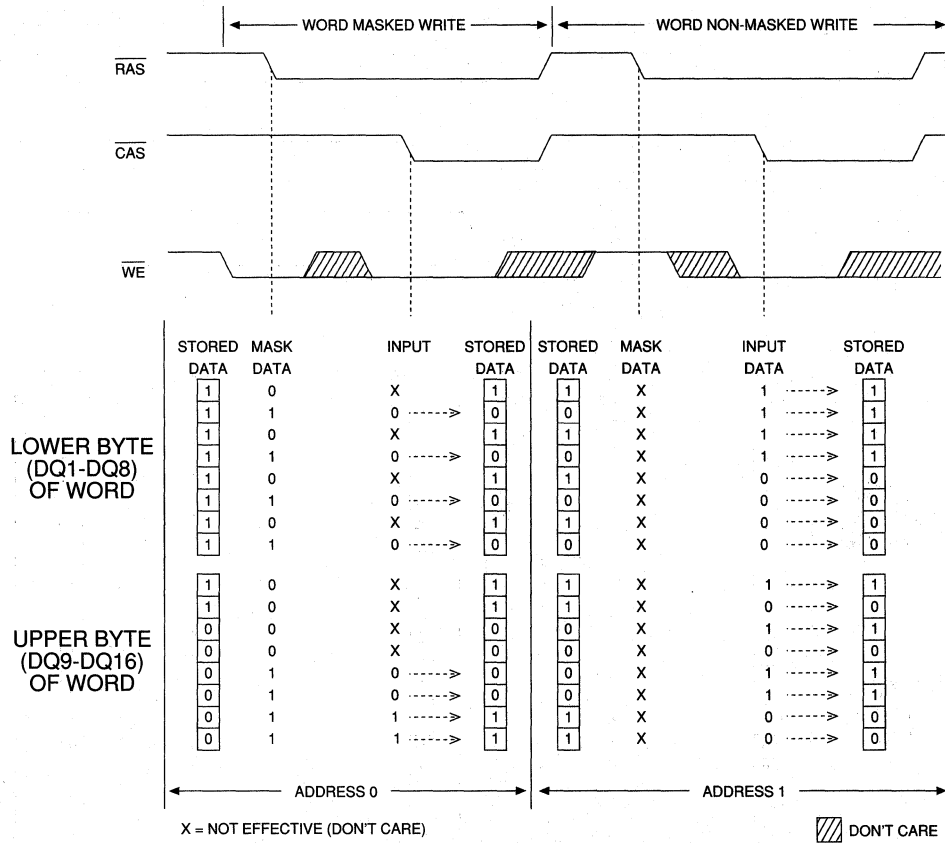 WORD MASKED WRITE WORD NON-MASKED WRITE
RAS
CAS
WE
STORED MASK INPUT STORED STORED MASK INPUT STORED
DATA DATA DATA DATA DATA DATA DATA
1 0 X 1 1 X 1 1
1 1 0 0 0 X 1 1
1 0 X 1 1 X 1 1
1 1 0 0 0 X 1 1
1 0 X 1 1 X 0 0
1 1 0 0 0 X 0 0
1 0 X 1 1 X 0 0
1 1 0 0 0 X 0 0
LOWER BYTE
(DQ1-DQ8)
OF WORD
1 0 X 1 1 X 1 1
1 0 X 1 1 X 0 0
0 0 X 0 0 X 1 1
0 0 X 0 0 X 0 0
0 1 0 0 0 X 1 1
0 1 0 0 0 X 1 1
0 1 1 1 1 X 0 0
0 1 1 1 1 X 0 0
UPPER BYTE
(DQ9-DQ16)
OF WORD
ADDRESS 0 ADDRESS 1
X = NOT EFFECTIVE (DON'T CARE) DON'T CARE